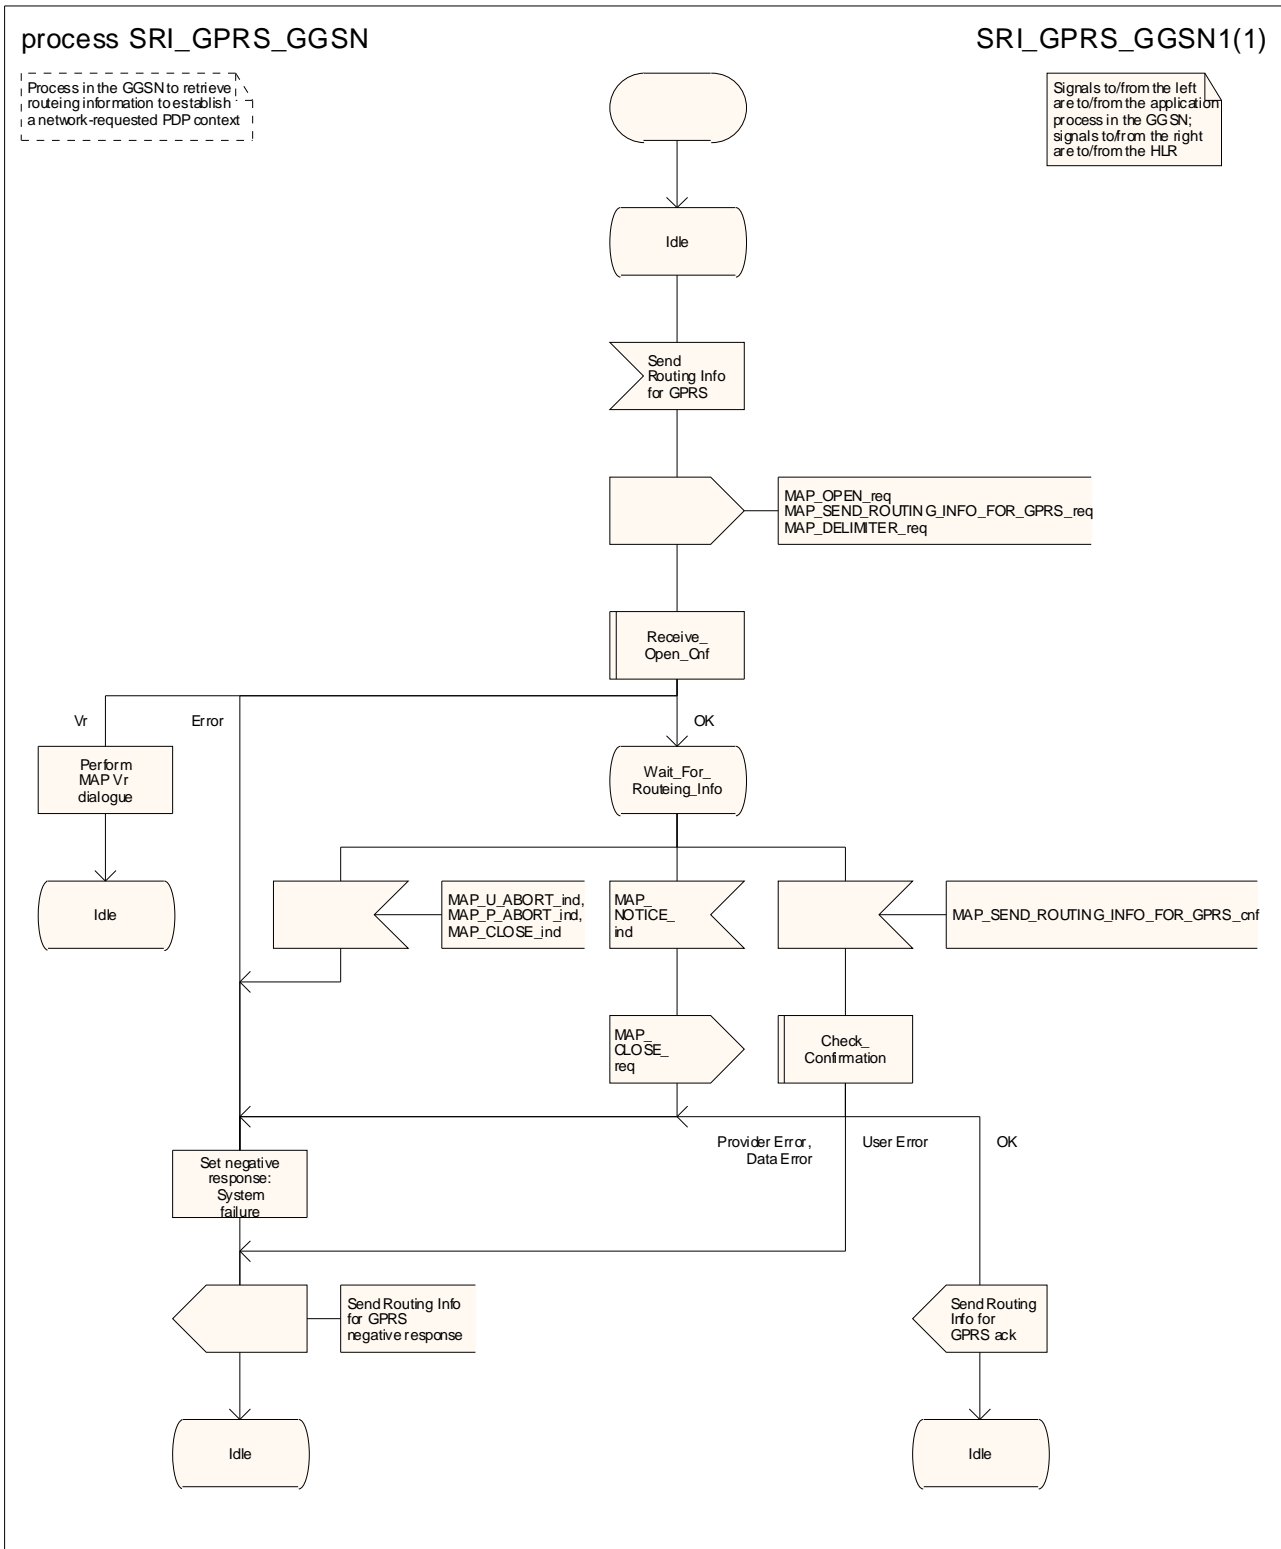 process SRI_GPRS_GGSN
SRI_GPRS_GGSN1(1)
Process in the GGSN to retrieve
routeing information to establish
a network-requested PDP context
Signals to/from the left
are to/from the application
process in the GGSN;
signals to/from the right
are to/from the HLR
Idle
Send
Routing Info
for GPRS
MAP_OPEN_req
MAP_SEND_ROUTING_INFO_FOR_GPRS_req
MAP_DELIMITER_req
Receive_
Open_Cnf
Vr
Error
OK
Perform
MAP Vr
dialogue
Wait_For_
Routeing_Info
Idle
MAP_U_ABORT_ind,
MAP_P_ABORT_ind,
MAP_CLOSE_ind
MAP_
NOTICE_
ind
MAP_SEND_ROUTING_INFO_FOR_GPRS_cnf
MAP_
CLOSE_
req
Check_
Confirmation
Provider Error,
Data Error
User Error
OK
Set negative
response:
System
failure
Send Routing Info
for GPRS
negative response
Send Routing
Info for
GPRS ack
Idle
Idle